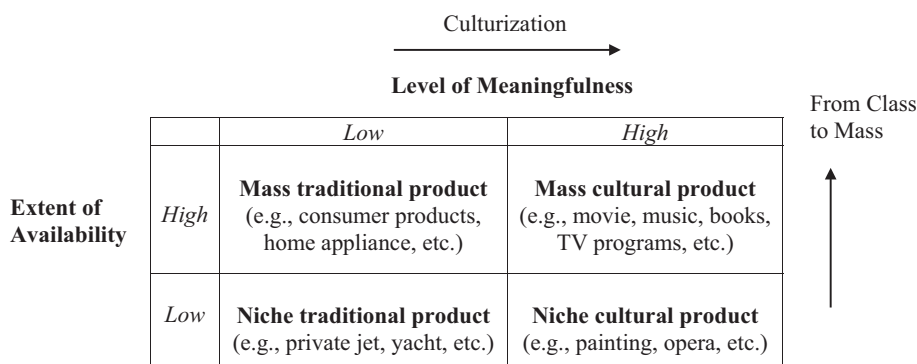 Culturization
Level of Meaningfulness
From Class
to Mass
Low High
Extent of
Availability
High
Mass traditional product
(e.g., consumer products,
home appliance, etc.)
Mass cultural product
(e.g., movie, music, books,
TV programs, etc.)
Low
Niche traditional product
(e.g., private jet, yacht, etc.)
Niche cultural product
(e.g., painting, opera, etc.)